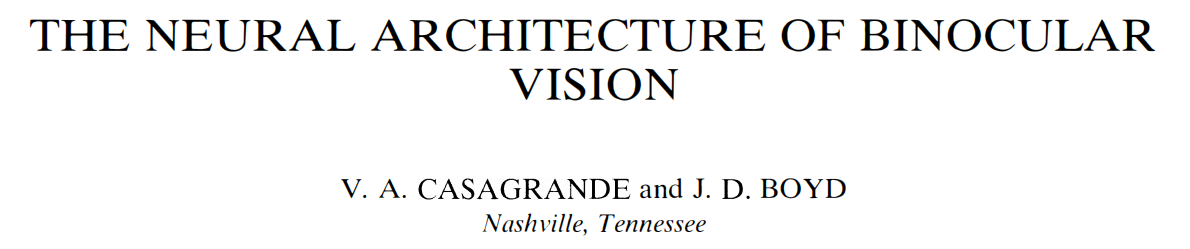 THE NEURAL ARCHITECTURE OF BINOCULAR
VISION
V. A. CASAGRANDE and J. D. BOYD
Nashville, Tennessee